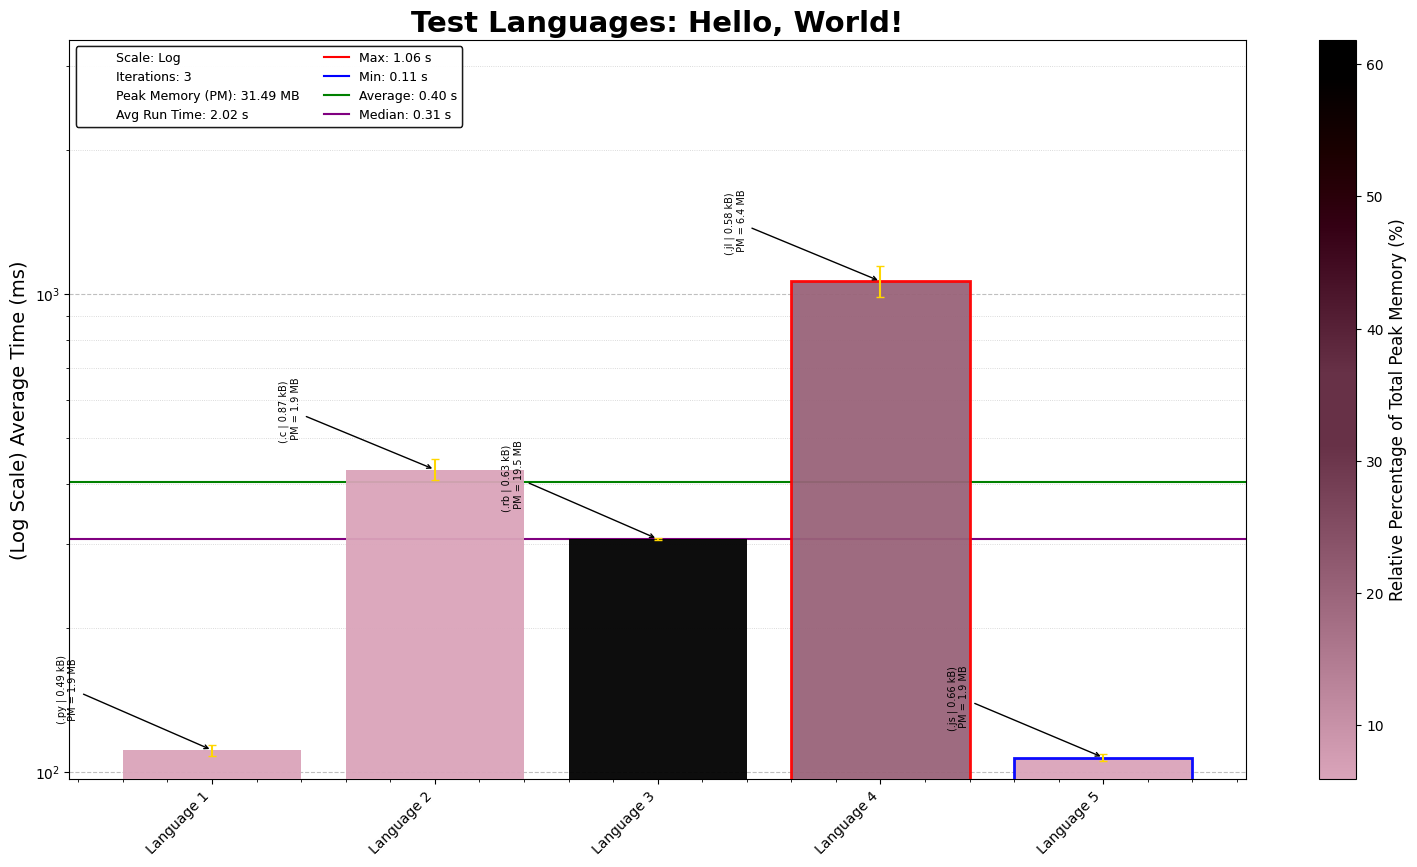 Test Languages: Hello, World!
Scale: Log
Iterations: 3
Peak Memory (PM): 31.49 MB
Avg Run Time: 2.02 s
Max: 1.06 s
Min: 0.11 s
Average: 0.40 s
Median: 0.31 s
(Log Scale) Average Time (ms)
10³
10²
(.py | 0.49 kB)
PM = 1.9 MB
(.c | 0.87 kB)
PM = 1.9 MB
(.rb | 0.63 kB)
PM = 19.5 MB
(.jl | 0.58 kB)
PM = 6.4 MB
(.js | 0.66 kB)
PM = 1.9 MB
Language 1
Language 2
Language 3
Language 4
Language 5
60
50
40
30
20
10
Relative Percentage of Total Peak Memory (%)